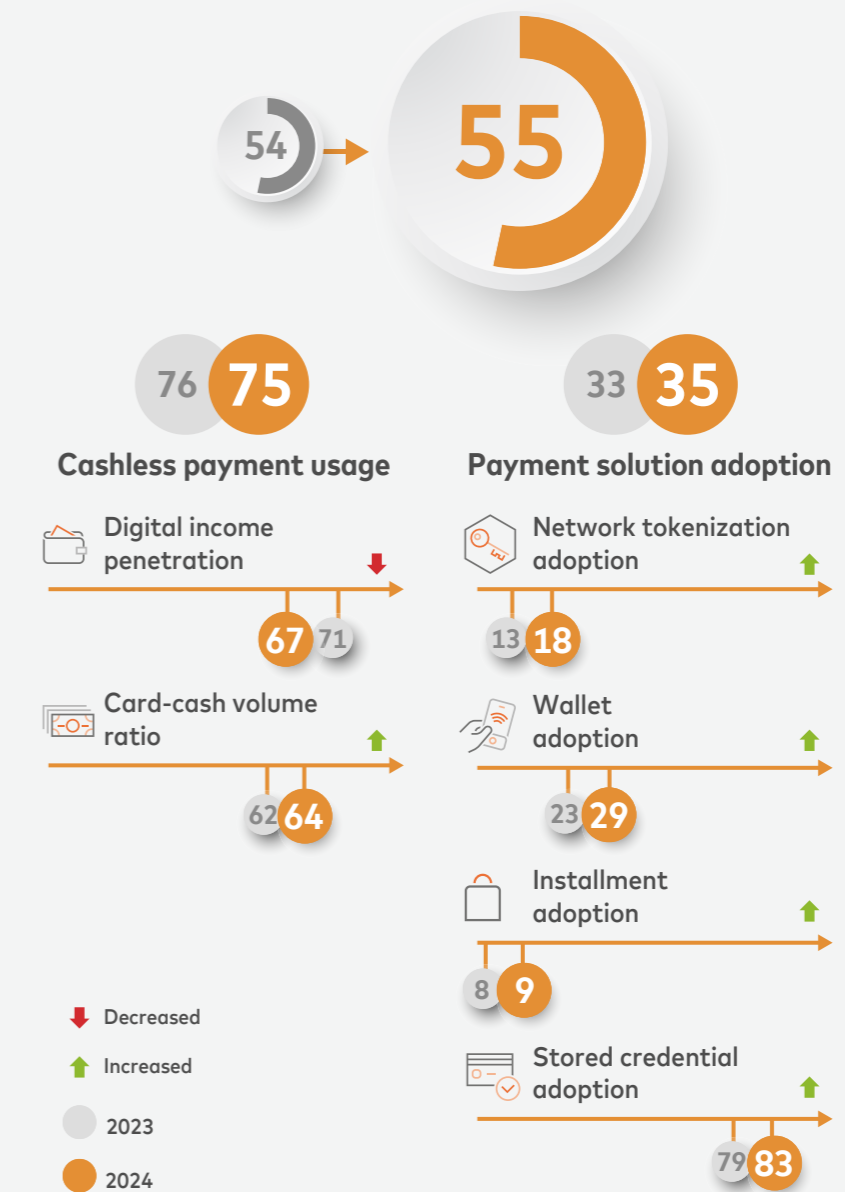 54
55
76 75
Cashless payment usage
Digital income
penetration
67 71
Card-cash volume
ratio
62 64
33 35
Payment solution adoption
Network tokenization
adoption
13 18
Wallet
adoption
23 29
Installment
adoption
8 9
Stored credential
adoption
79 83
Decreased
Increased
2023
2024